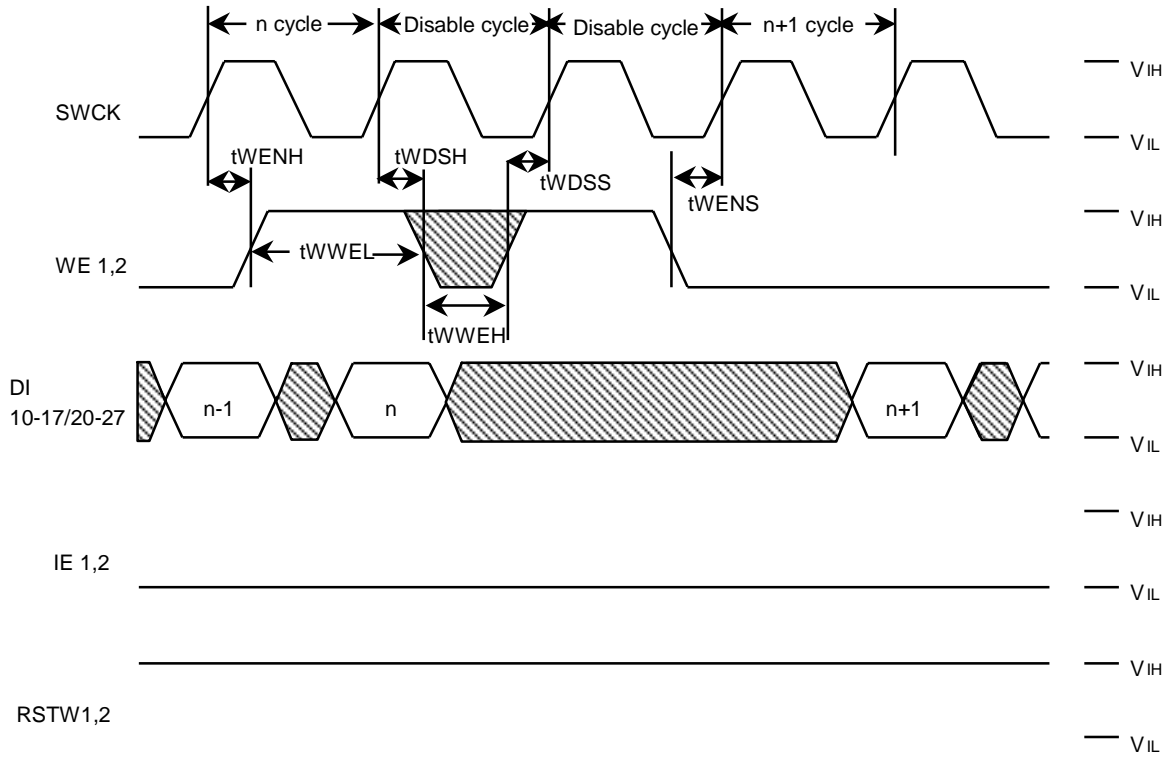 n cycle Disable cycle Disable cycle n+1 cycle
VIH
SWCK
VIL
tWENH tWDSH tWDSS tWENS
VIH
tWWEL
WE 1,2
VIL
tWWEH
VIH
DI
10-17/20-27
n-1 n n+1
VIL
VIH
IE 1,2
VIL
VIH
RSTW1,2
VIL